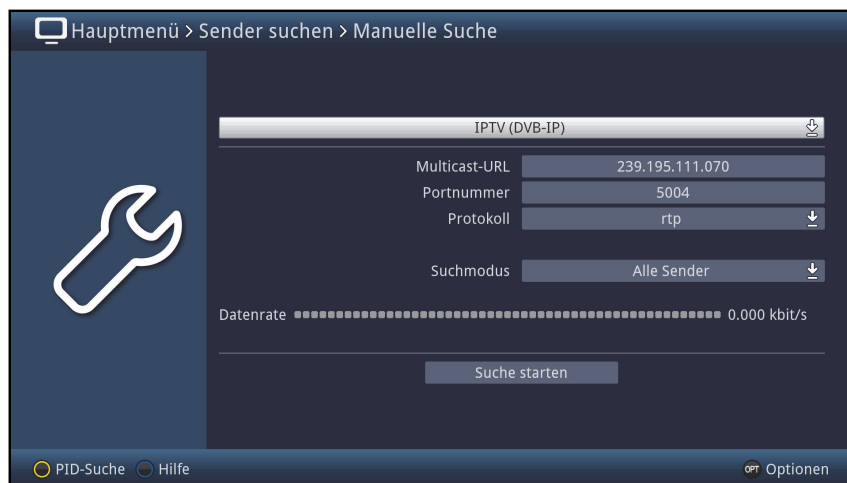 Hauptmenü > Sender suchen > Manuelle Suche
IPTV (DVB-IP)
Multicast-URL 239.195.111.070
Portnummer 5004
Protokoll rtp
Suchmodus Alle Sender
Datenrate 0.000 kbit/s
Suche starten
PID-Suche Hilfe OPT Optionen